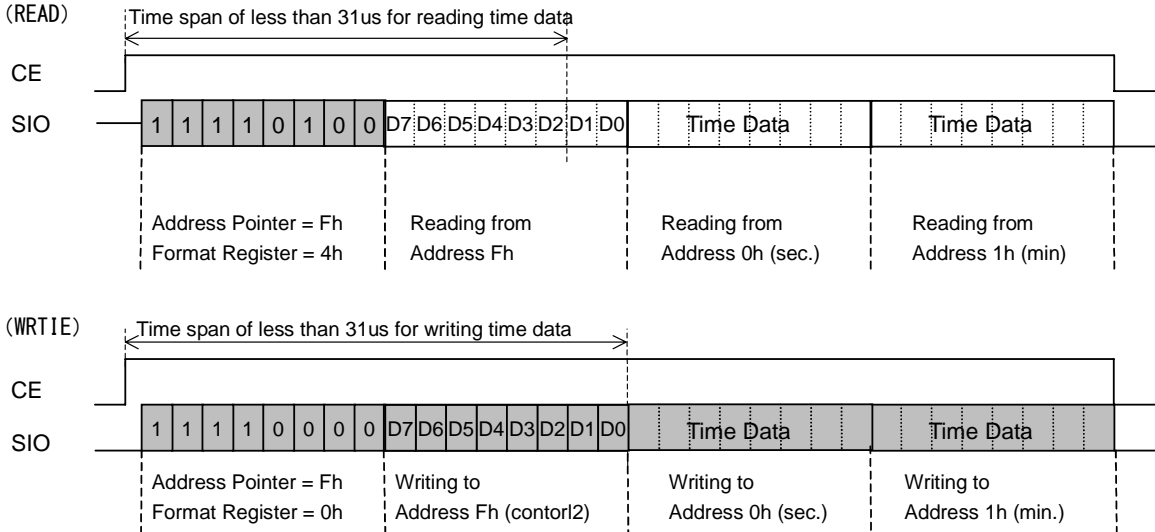 (READ)
Time span of less than 31us for reading time data
CE
SIO
1 1 1 1 0 1 0 0 D7 D6 D5 D4 D3 D2 D1 D0 Time Data Time Data
Address Pointer = Fh
Format Register = 4h
Reading from
Address Fh
Reading from
Address 0h (sec.)
Reading from
Address 1h (min)
(WRTIE)
Time span of less than 31us for writing time data
CE
SIO
1 1 1 1 0 0 0 0 D7 D6 D5 D4 D3 D2 D1 D0 Time Data Time Data
Address Pointer = Fh
Format Register = 0h
Writing to
Address Fh (contorl2)
Writing to
Address 0h (sec.)
Writing to
Address 1h (min.)